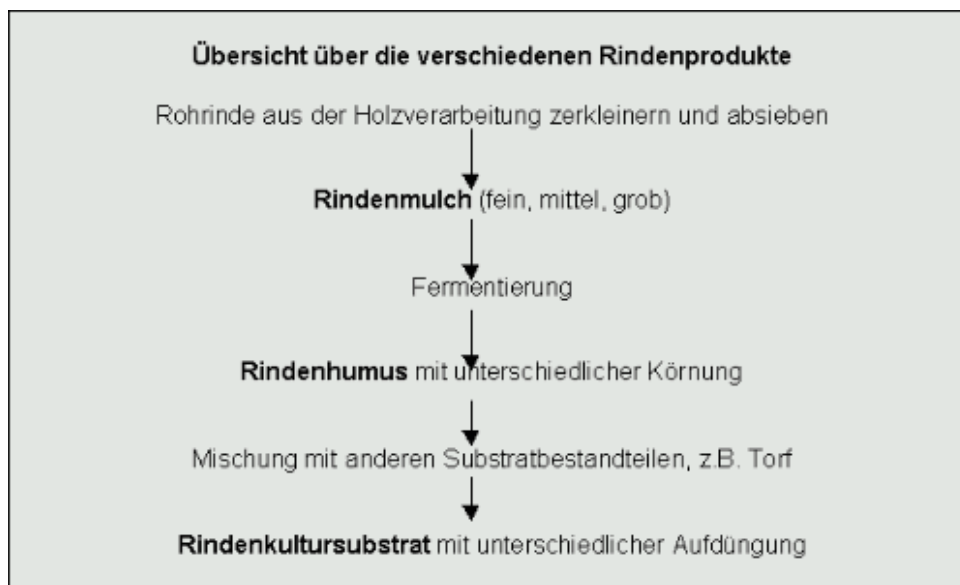 Übersicht über die verschiedenen Rindenprodukte
Rohrinde aus der Holzverarbeitung zerkleinern und absieben
Rindenmulch (fein, mittel, grob)
Fermentierung
Rindenhumus mit unterschiedlicher Körnung
Mischung mit anderen Substratbestandteilen, z.B. Torf
Rindenkultursubstrat mit unterschiedlicher Aufdüngung